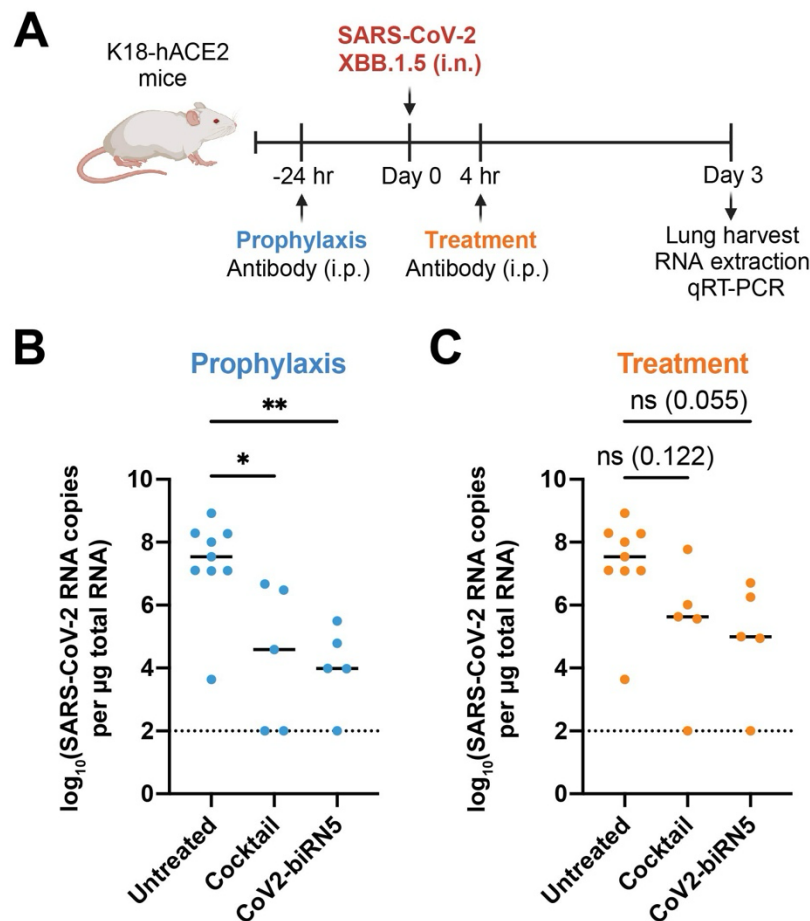 A
K18-hACE2
mice
SARS-CoV-2
XBB.1.5 (i.n.)
-24 hr
Day 0
4 hr
Day 3
Prophylaxis
Antibody (i.p.)
Treatment
Antibody (i.p.)
Lung harvest
RNA extraction
qRT-PCR
B
Prophylaxis
**
*
log₁₀(SARS-CoV-2 RNA copies
per µg total RNA)
10
8
6
4
2
0
Untreated
Cocktail
CoV2-biRN5
C
Treatment
ns (0.055)
ns (0.122)
log₁₀(SARS-CoV-2 RNA copies
per µg total RNA)
10
8
6
4
2
0
Untreated
Cocktail
CoV2-biRN5